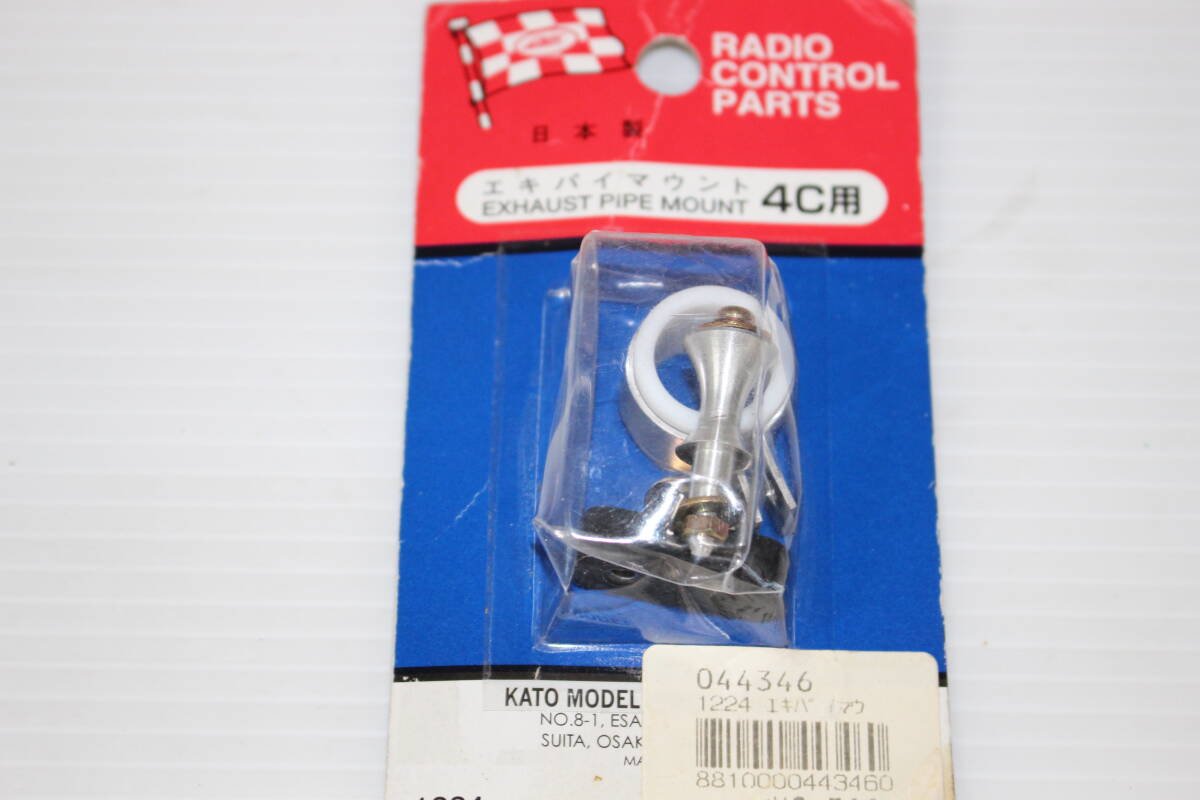 RADIO
CONTROL
PARTS
日本製
エキパイマウント
EXHAUST PIPE MOUNT 4C用
KATO MODEL
NO.8-1, ESA
SUITA, OSAK
MA
044346
1224 エキパイマウ
8810000443460